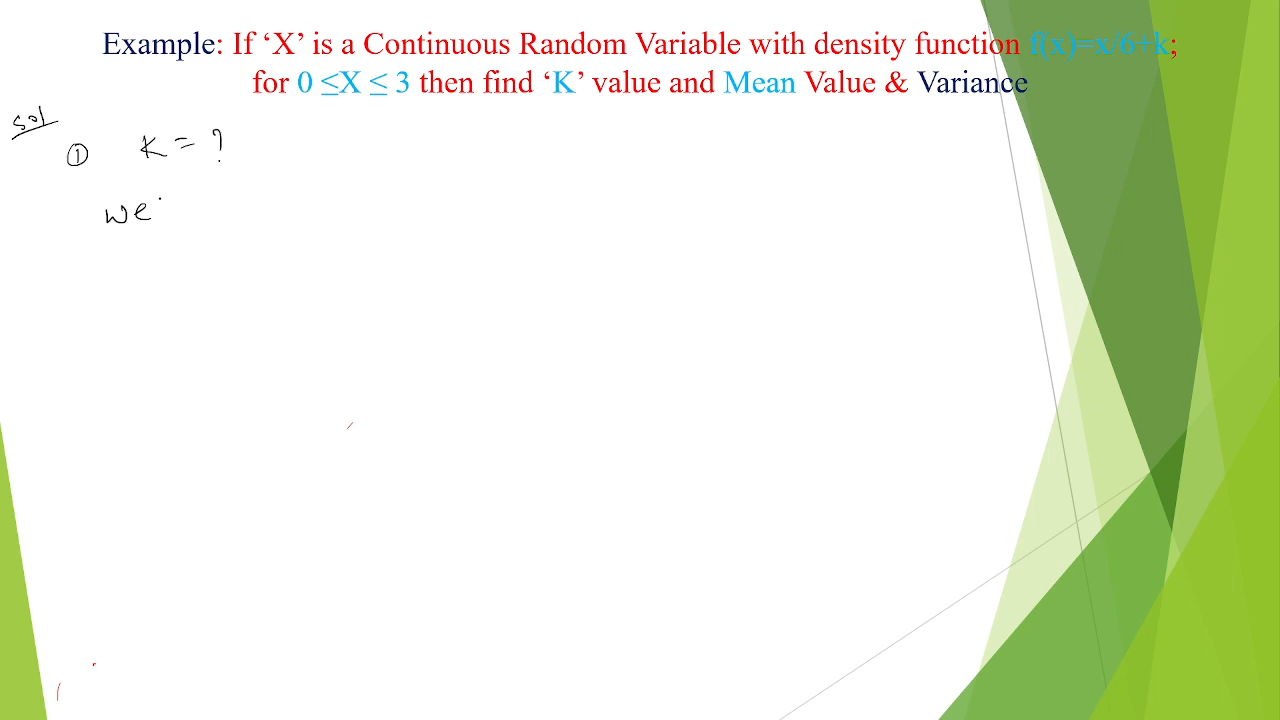 Example: If ‘X’ is a Continuous Random Variable with density function f(x)=x/6+k;
for 0 ≤X ≤ 3 then find ‘K’ value and Mean Value & Variance
Sol
① K = ?
we